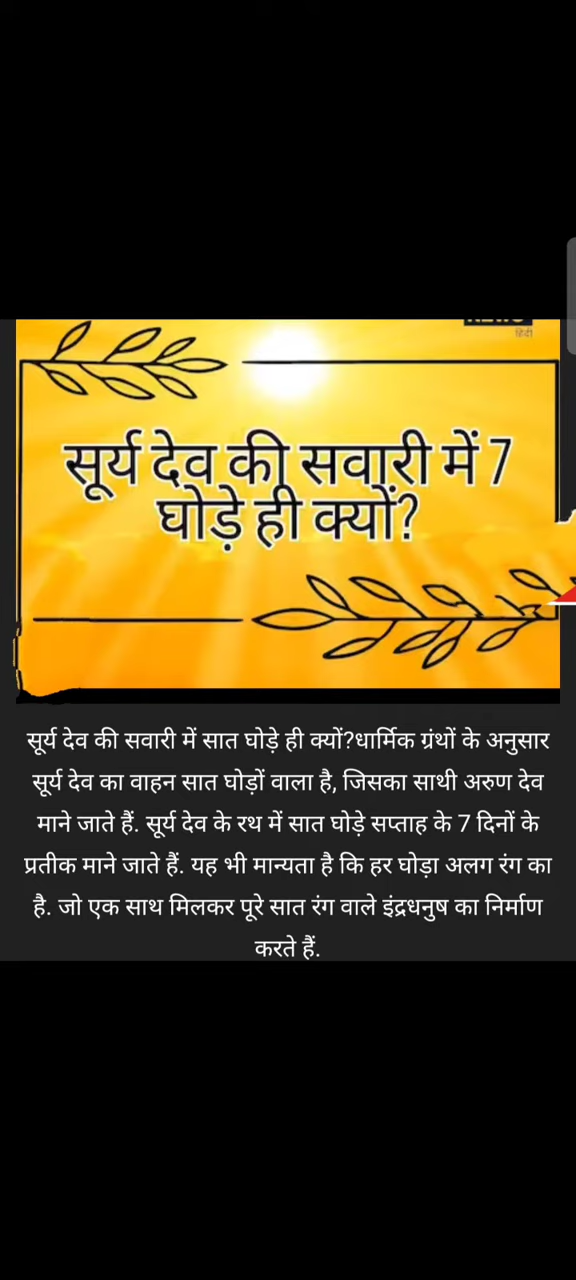 हिंदी
सूर्य देव की सवारी में 7
घोड़े ही क्यों?
सूर्य देव की सवारी में सात घोड़े ही क्यों?धार्मिक ग्रंथों के अनुसार
सूर्य देव का वाहन सात घोड़ों वाला है, जिसका साथी अरुण देव
माने जाते हैं. सूर्य देव के रथ में सात घोड़े सप्ताह के 7 दिनों के
प्रतीक माने जाते हैं. यह भी मान्यता है कि हर घोड़ा अलग रंग का
है. जो एक साथ मिलकर पूरे सात रंग वाले इंद्रधनुष का निर्माण
करते हैं.